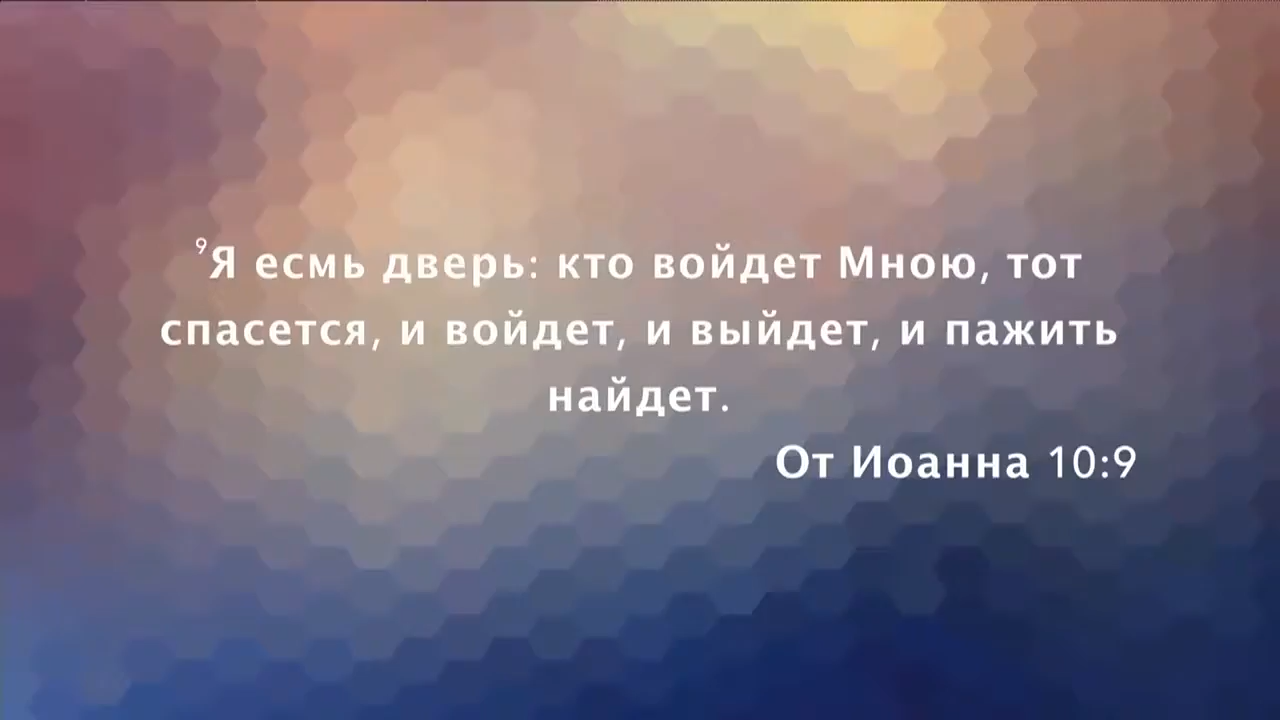 ⁹Я есмь дверь: кто войдет Мною, тот
спасется, и войдет, и выйдет, и пажить
найдет.
От Иоанна 10:9